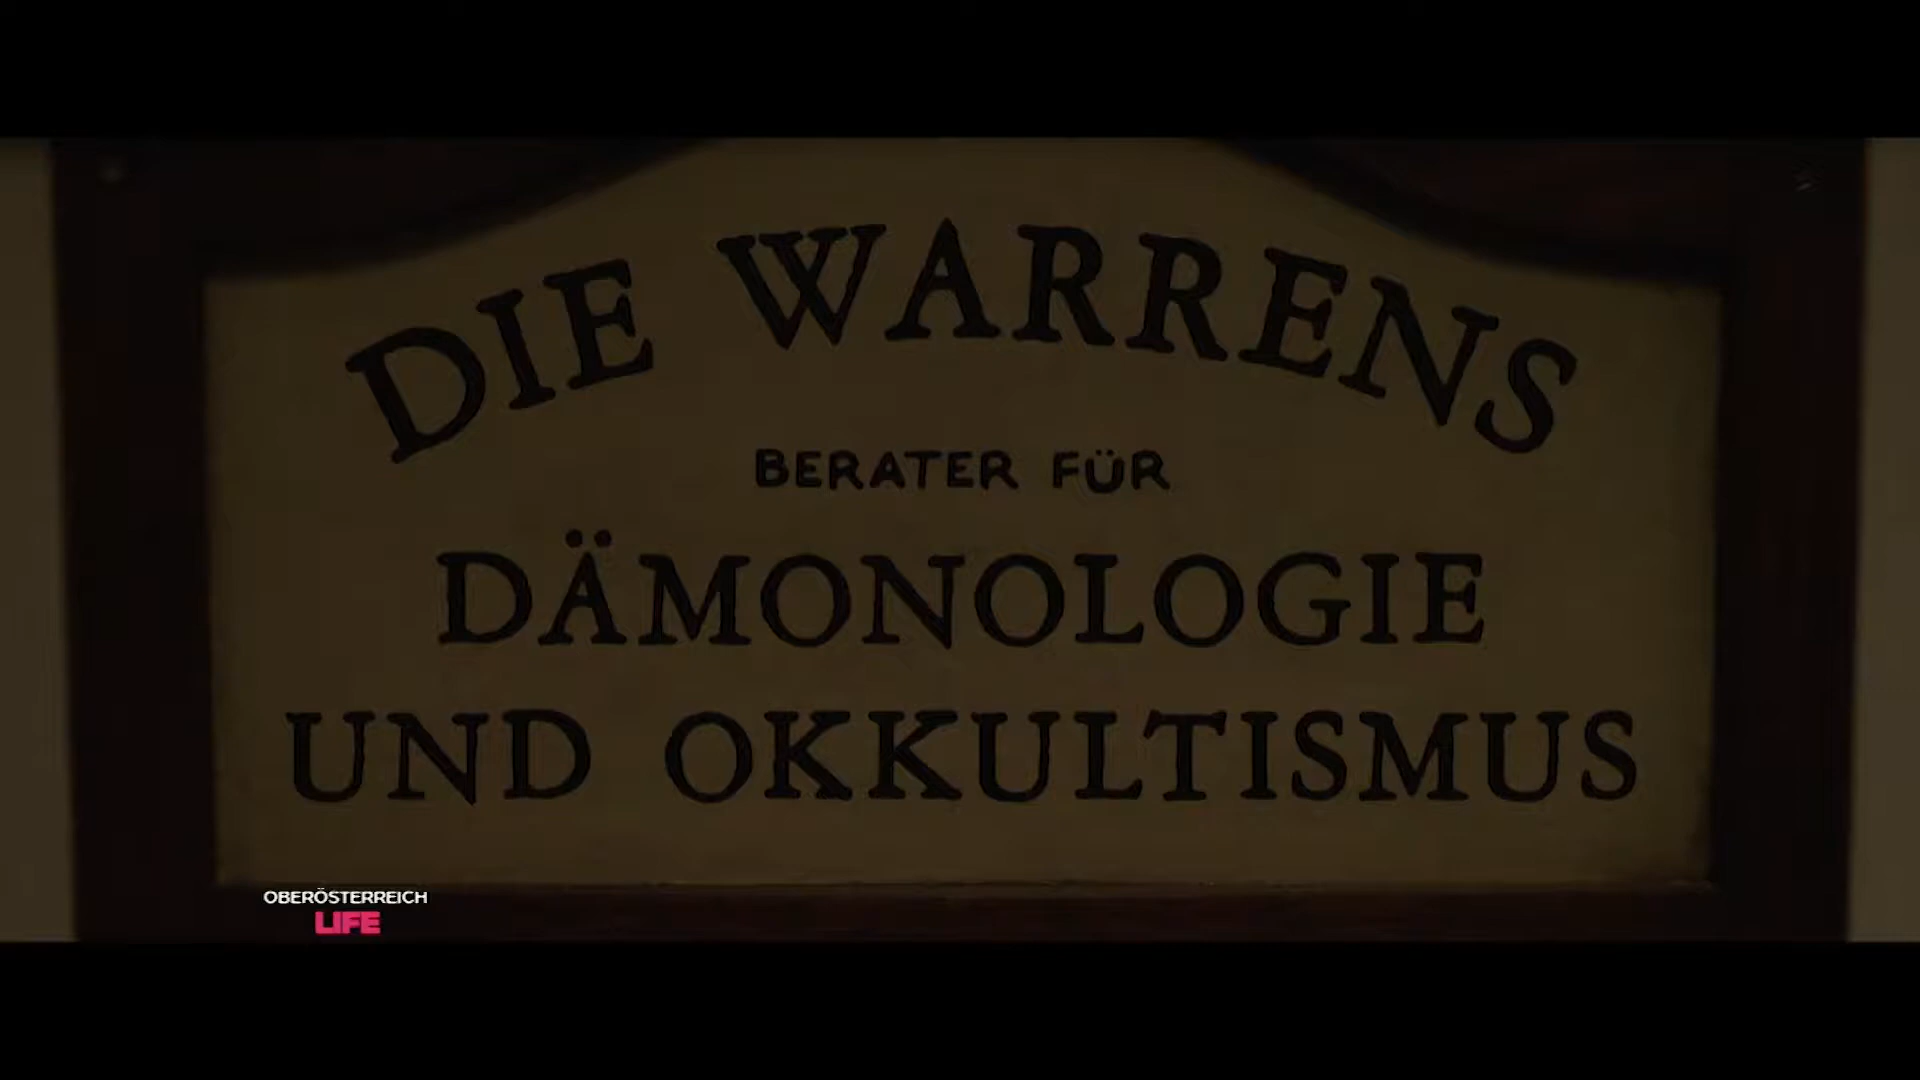 DIE WARRENS
BERATER FÜR
DÄMONOLOGIE
UND OKKULTISMUS
OBERÖSTERREICH
LIFE